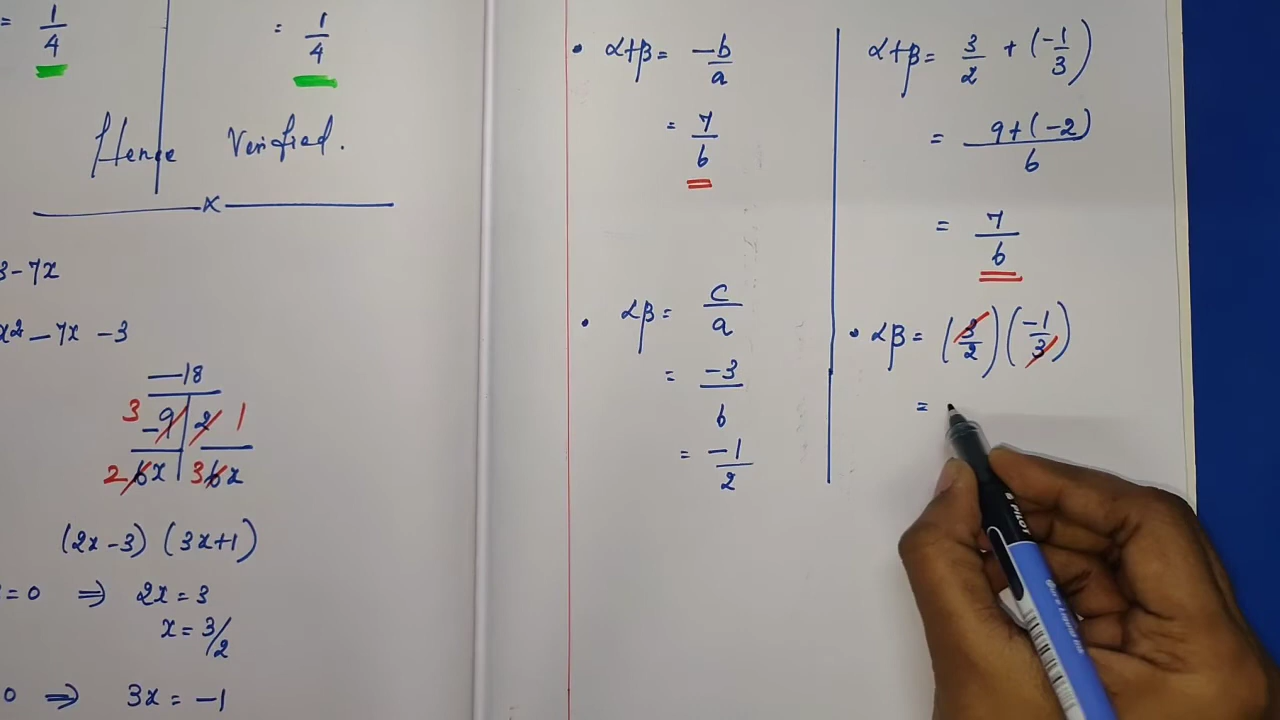 = 1/4 = 1/4
Hence Verified.
x
3 - 7x
x2 - 7x - 3
-18
3 -9 2 1
2 6x 3 6x
(2x-3) (3x+1)
= 0 ⇒ 2x = 3
x = 3/2
0 ⇒ 3x = -1
• α+β = -b/a
= 7/6
• αβ = c/a
= -3/6
= -1/2
α+β = 3/2 + (-1/3)
= 9+(-2)/6
= 7/6
• αβ = (3/2)(-1/3)
=
PILOT